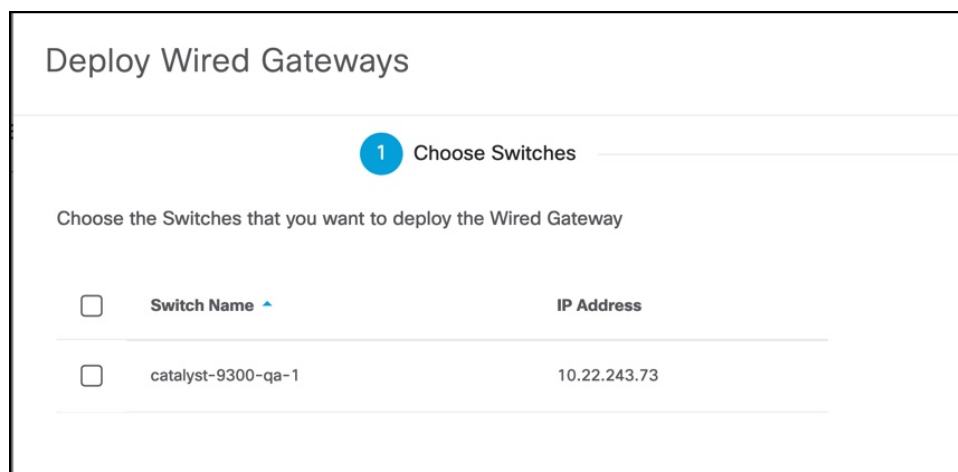 Deploy Wired Gateways
1 Choose Switches
Choose the Switches that you want to deploy the Wired Gateway
Switch Name IP Address
catalyst-9300-qa-1 10.22.243.73